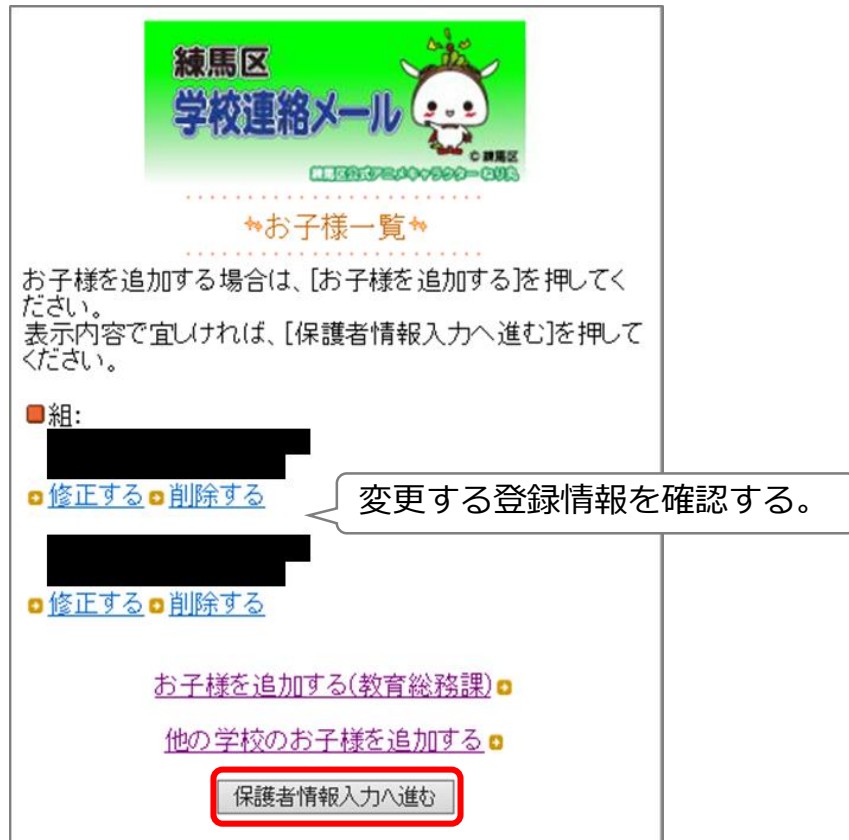 練馬区
学校連絡メール
© 練馬区
練馬区公式アニメキャラクター ねり丸
お子様一覧
お子様を追加する場合は、[お子様を追加する]を押してく
ださい。
表示内容で宜しければ、[保護者情報入力へ進む]を押して
ください。
組:
修正する 削除する
変更する登録情報を確認する。
修正する 削除する
お子様を追加する(教育総務課)
他の学校のお子様を追加する
保護者情報入力へ進む